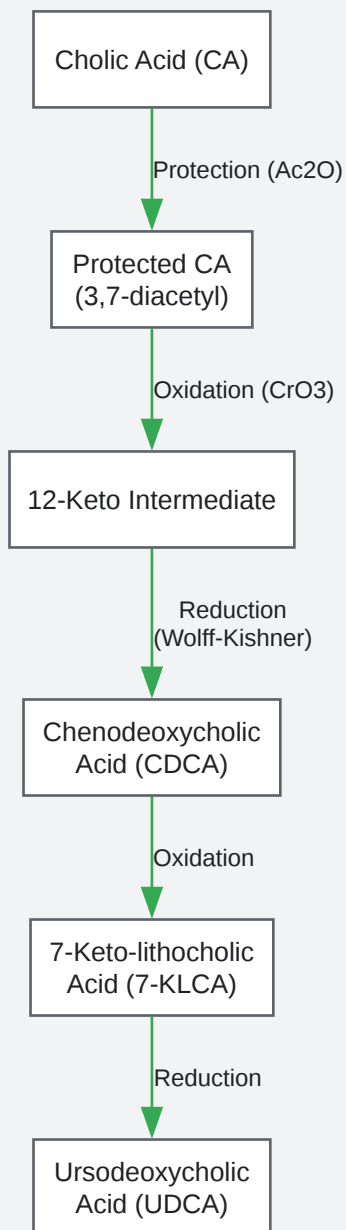 Cholic Acid (CA)
Protection (Ac2O)
Protected CA
(3,7-diacetyl)
Oxidation (CrO3)
12-Keto Intermediate
Reduction
(Wolff-Kishner)
Chenodeoxycholic
Acid (CDCA)
Oxidation
7-Keto-lithocholic
Acid (7-KLCA)
Reduction
Ursodeoxycholic
Acid (UDCA)